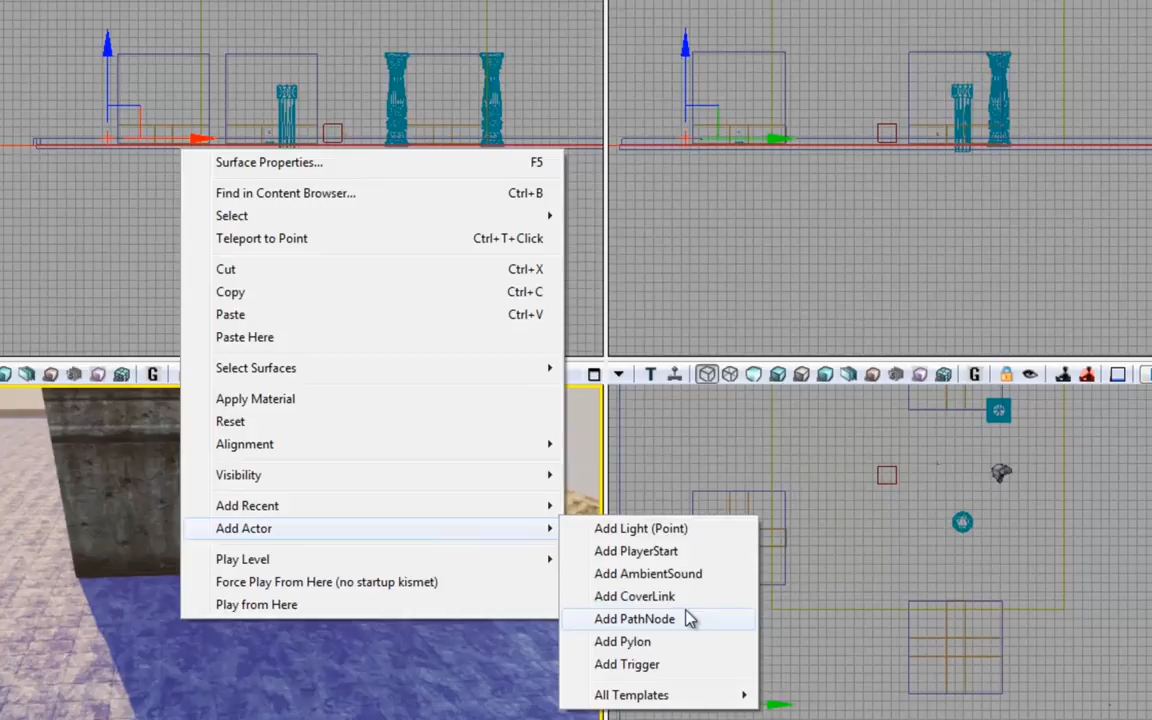 Surface Properties... F5
Find in Content Browser... Ctrl+B
Select
Teleport to Point Ctrl+T+Click
Cut Ctrl+X
Copy Ctrl+C
Paste Ctrl+V
Paste Here
Select Surfaces
Apply Material
Reset
Alignment
Visibility
Add Recent
Add Actor
Play Level
Force Play From Here (no startup kismet)
Play from Here
Add Light (Point)
Add PlayerStart
Add AmbientSound
Add CoverLink
Add PathNode
Add Pylon
Add Trigger
All Templates
G
T
G